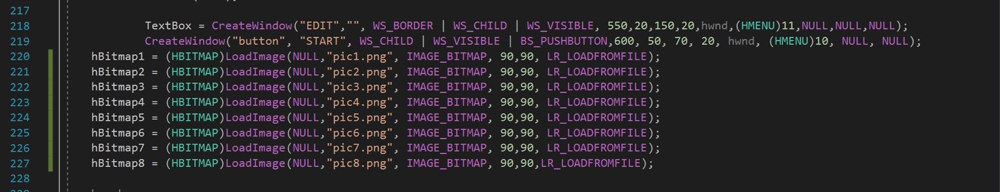 217
218 TextBox = CreateWindow("EDIT","", WS_BORDER | WS_CHILD | WS_VISIBLE, 550,20,150,20,hwnd,(HMENU)11,NULL,NULL,NULL);
219 CreateWindow("button", "START", WS_CHILD | WS_VISIBLE | BS_PUSHBUTTON,600, 50, 70, 20, hwnd, (HMENU)10, NULL, NULL);
220 hBitmap1 = (HBITMAP)LoadImage(NULL,"pic1.png", IMAGE_BITMAP, 90,90, LR_LOADFROMFILE);
221 hBitmap2 = (HBITMAP)LoadImage(NULL,"pic2.png", IMAGE_BITMAP, 90,90, LR_LOADFROMFILE);
222 hBitmap3 = (HBITMAP)LoadImage(NULL,"pic3.png", IMAGE_BITMAP, 90,90, LR_LOADFROMFILE);
223 hBitmap4 = (HBITMAP)LoadImage(NULL,"pic4.png", IMAGE_BITMAP, 90,90, LR_LOADFROMFILE);
224 hBitmap5 = (HBITMAP)LoadImage(NULL,"pic5.png", IMAGE_BITMAP, 90,90, LR_LOADFROMFILE);
225 hBitmap6 = (HBITMAP)LoadImage(NULL,"pic6.png", IMAGE_BITMAP, 90,90, LR_LOADFROMFILE);
226 hBitmap7 = (HBITMAP)LoadImage(NULL,"pic7.png", IMAGE_BITMAP, 90,90, LR_LOADFROMFILE);
227 hBitmap8 = (HBITMAP)LoadImage(NULL,"pic8.png", IMAGE_BITMAP, 90,90,LR_LOADFROMFILE);
228